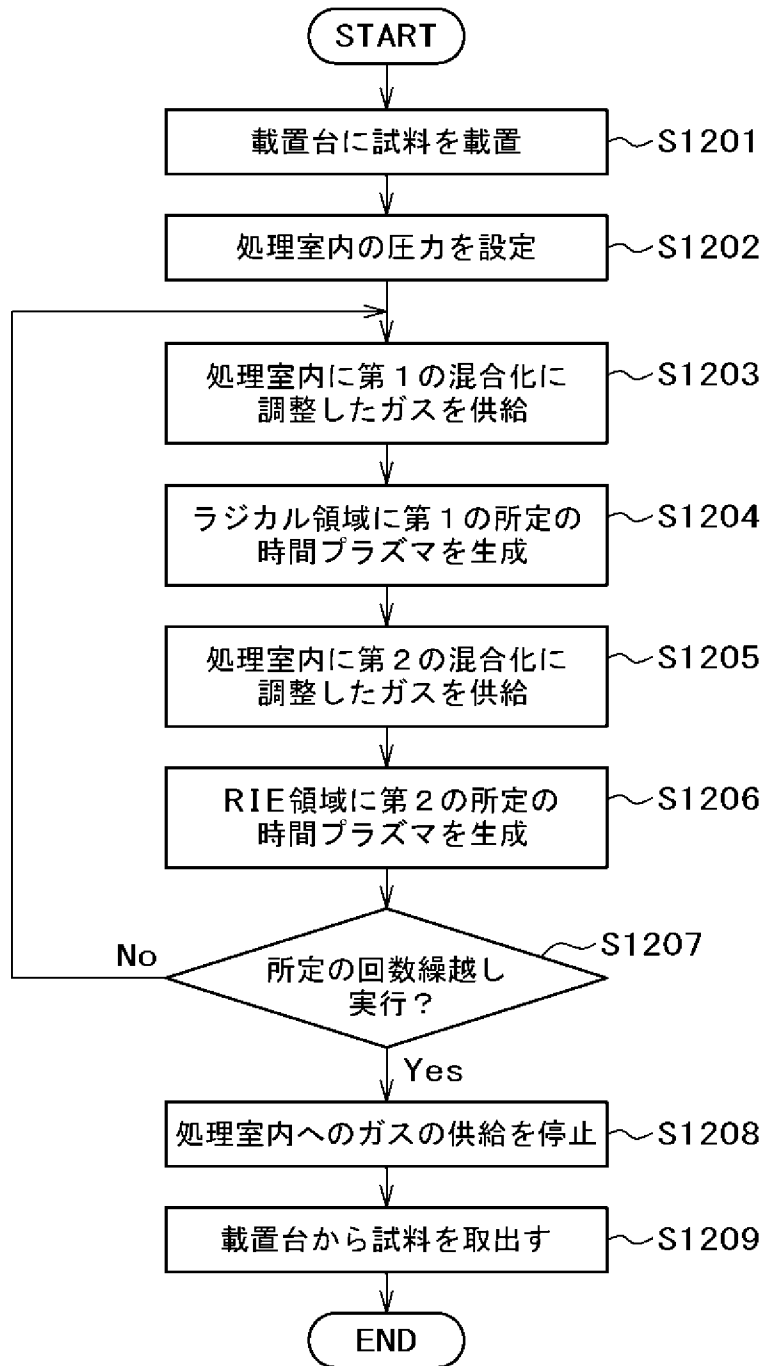 START
載置台に試料を載置
S1201
処理室内の圧力を設定
S1202
処理室内に第1の混合化に
調整したガスを供給
S1203
ラジカル領域に第1の所定の
時間プラズマを生成
S1204
処理室内に第2の混合化に
調整したガスを供給
S1205
RIE領域に第2の所定の
時間プラズマを生成
S1206
所定の回数繰越し
実行?
S1207
No
Yes
処理室内へのガスの供給を停止
S1208
載置台から試料を取出す
S1209
END